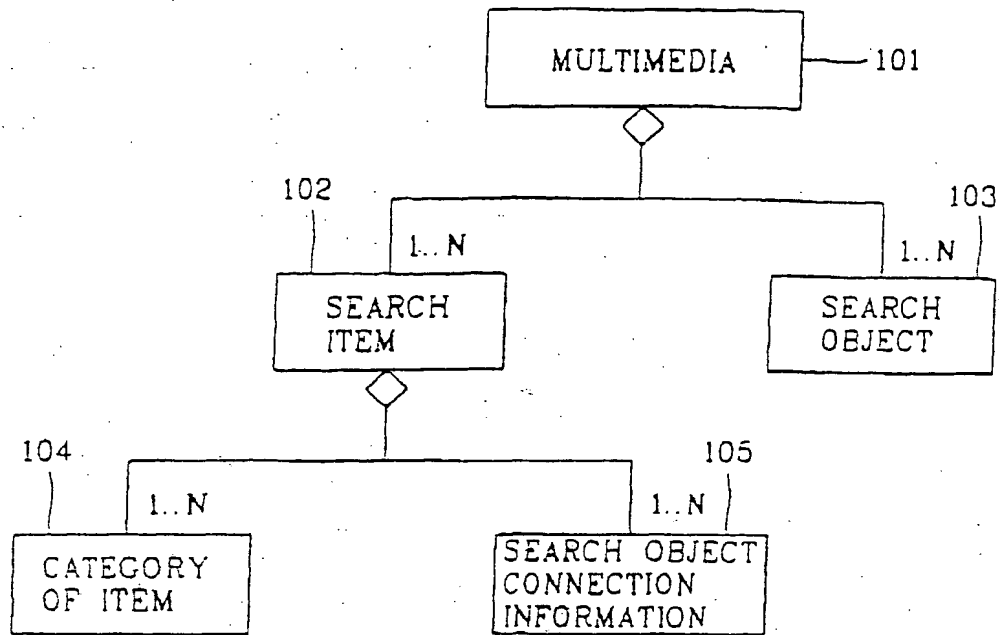 MULTIMEDIA
101
102
103
1..N
1..N
SEARCH
ITEM
SEARCH
OBJECT
104
105
1..N
1..N
CATEGORY
OF ITEM
SEARCH OBJECT
CONNECTION
INFORMATION